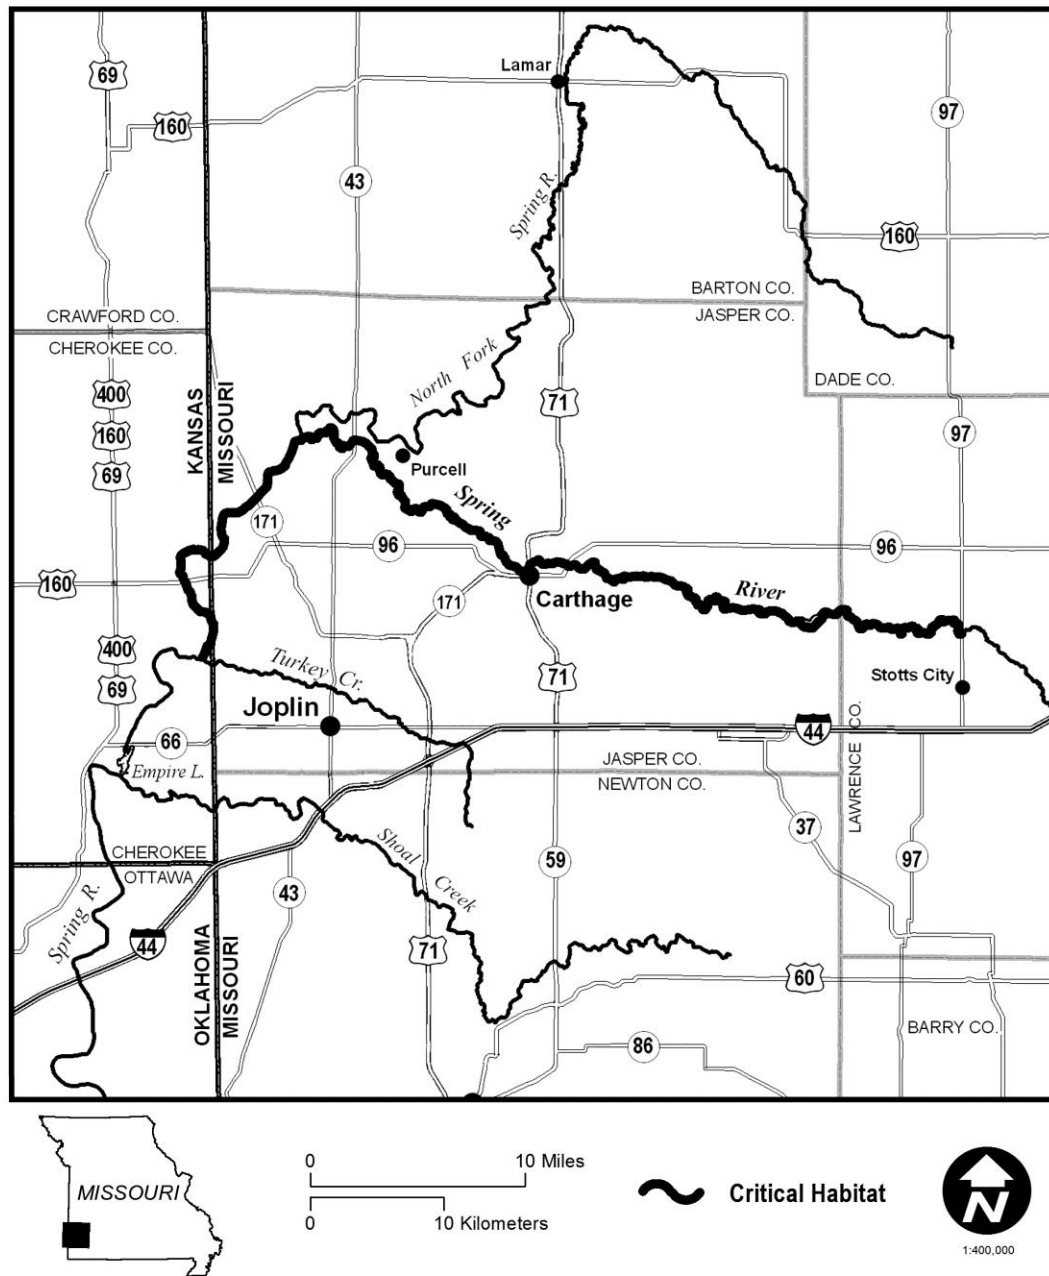 69
Lamar
97
160
43
Spring R.
160
BARTON CO.
JASPER CO.
CRAWFORD CO.
CHEROKEE CO.
North Fork
DADE CO.
400
71
160
97
KANSAS
MISSOURI
69
Purcell
Spring
171
96
96
160
River
Carthage
171
400
Turkey Cr.
71
Stotts City
69
Joplin
44
66
Empire L.
JASPER CO.
NEWTON CO.
LAWRENCE CO.
37
Shoal Creek
CHEROKEE
OTTAWA
59
97
43
Spring R.
44
71
OKLAHOMA
MISSOURI
60
BARRY CO.
86
MISSOURI
0
10 Miles
0
10 Kilometers
Critical Habitat
N
1:400,000